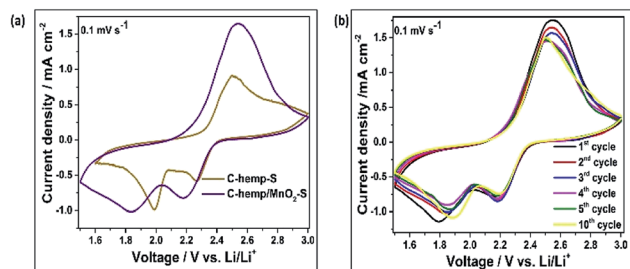 (a)
0.1 mV s⁻¹
Current density / mA cm⁻²
1.5
1.0
0.5
0.0
-0.5
-1.0
C-hemp-S
C-hemp/MnO₂-S
1.6 1.8 2.0 2.2 2.4 2.6 2.8 3.0
Voltage / V vs. Li/Li⁺
(b)
0.1 mV s⁻¹
Current density /mA cm⁻²
1.5
1.0
0.5
0.0
-0.5
-1.0
-1.5
1ˢᵗ cycle
2ⁿᵈ cycle
3ʳᵈ cycle
4ᵗʰ cycle
5ᵗʰ cycle
10ᵗʰ cycle
1.6 1.8 2.0 2.2 2.4 2.6 2.8 3.0
Voltage / V vs. Li/Li⁺